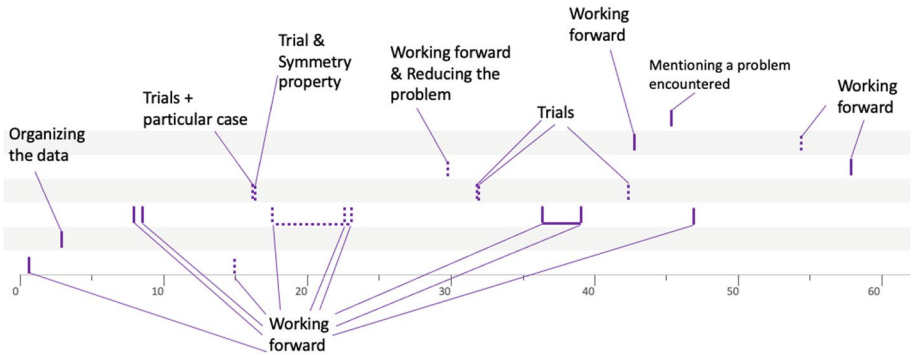 Working
forward
Trial &
Symmetry
property
Working forward
& Reducing the
problem
Mentioning a problem
encountered
Working
forward
Trials +
particular case
Trials
Organizing
the data
0 10 20 30 40 50 60
Working
forward